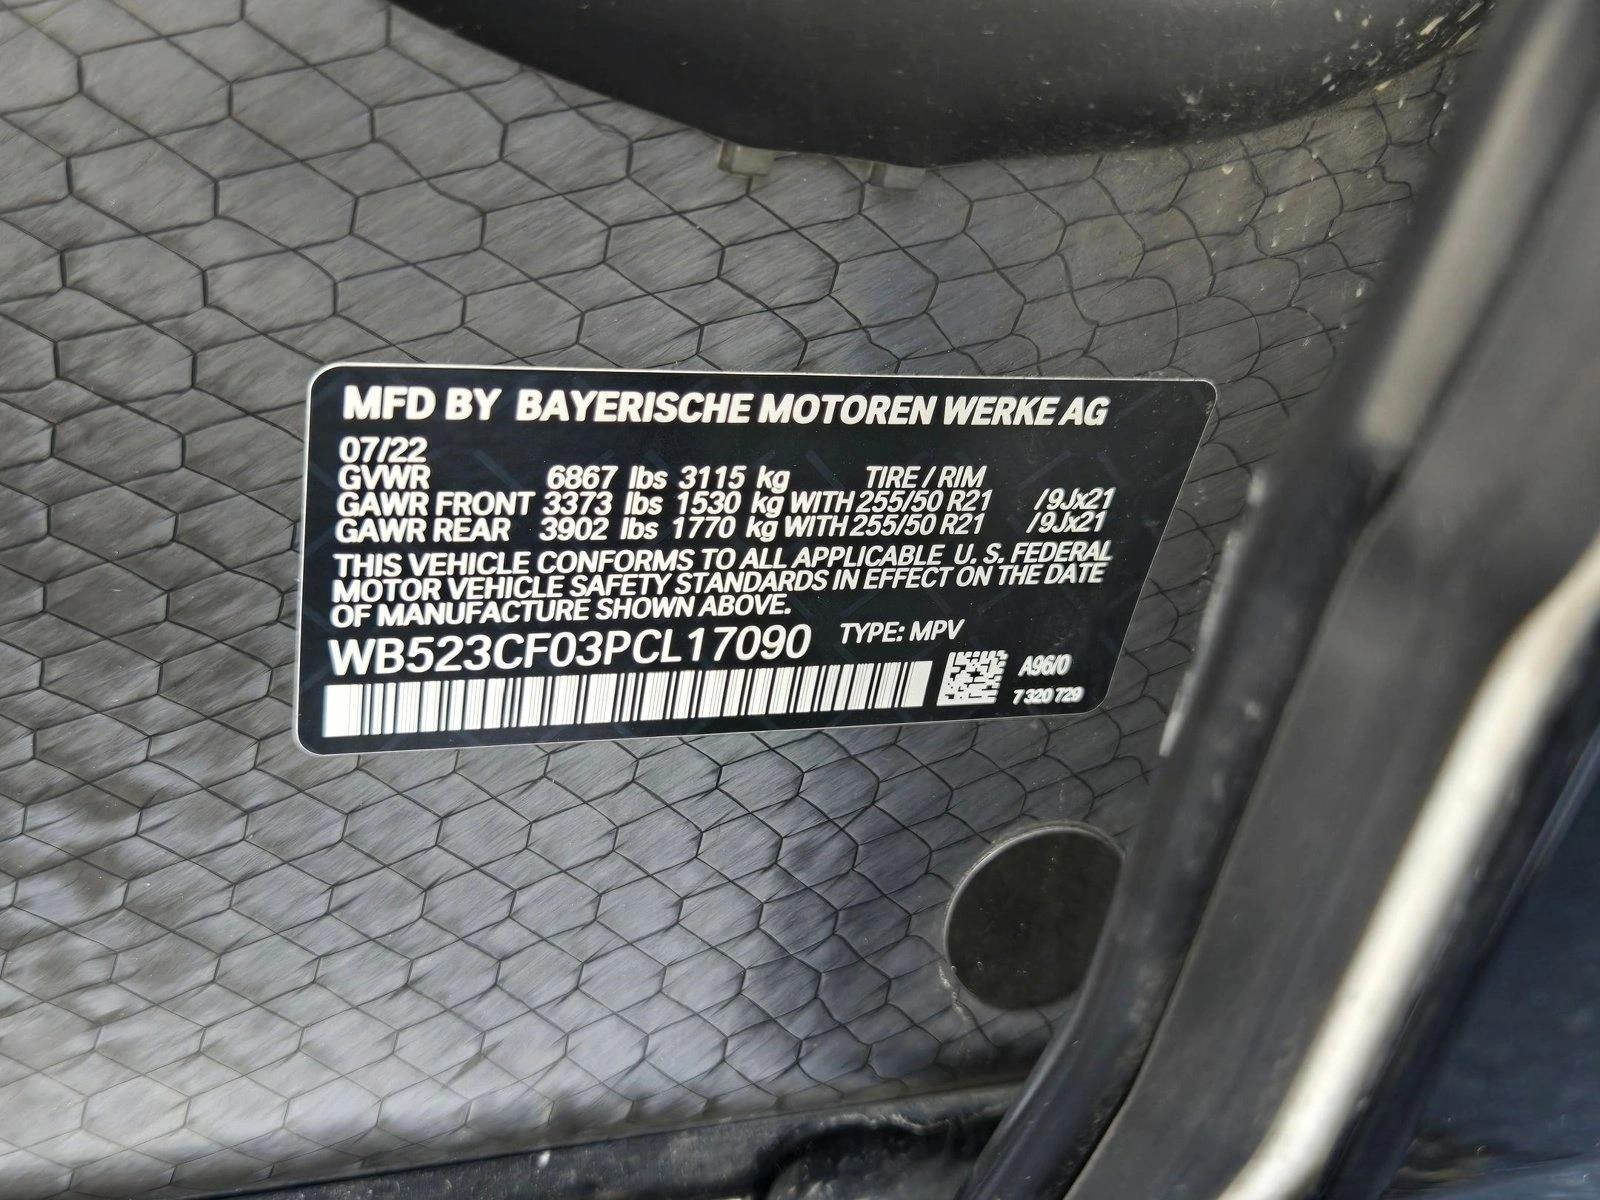 MFD BY BAYERISCHE MOTOREN WERKE AG
07/22
GVWR 6867 lbs 3115 kg TIRE / RIM
GAWR FRONT 3373 lbs 1530 kg WITH 255/50 R21 /9Jx21
GAWR REAR 3902 lbs 1770 kg WITH 255/50 R21 /9Jx21
THIS VEHICLE CONFORMS TO ALL APPLICABLE U. S. FEDERAL
MOTOR VEHICLE SAFETY STANDARDS IN EFFECT ON THE DATE
OF MANUFACTURE SHOWN ABOVE.
WB523CF03PCL17090 TYPE: MPV
A96/0
7 320 729